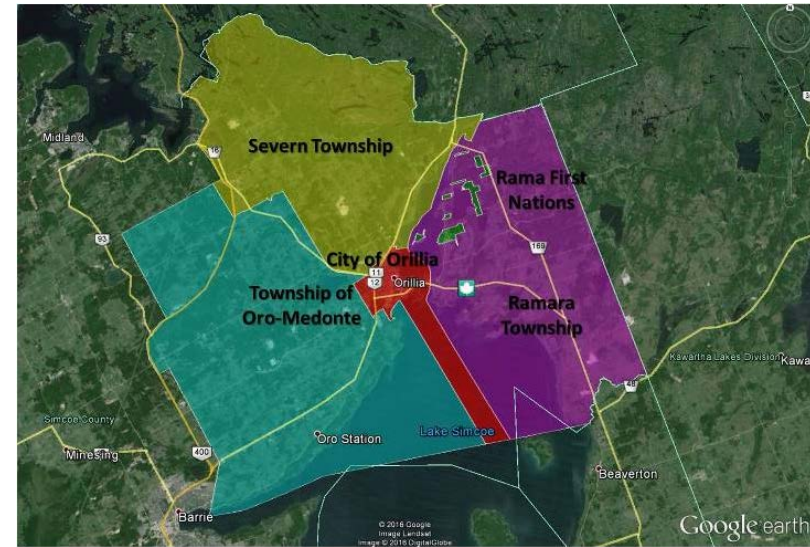 Midland
16
Severn Township
Rama First
Nations
93
169
City of Orillia
11
12
Orillia
Township of
Oro-Medonte
Ramara
Township
Kawartha Lakes Division
Kawa
48
Simcoe County
Oro Station
Lake Simcoe
400
Minesing
Beaverton
Barrie
© 2016 Google
Image Landsat
Image © 2016 DigitalGlobe
Google earth